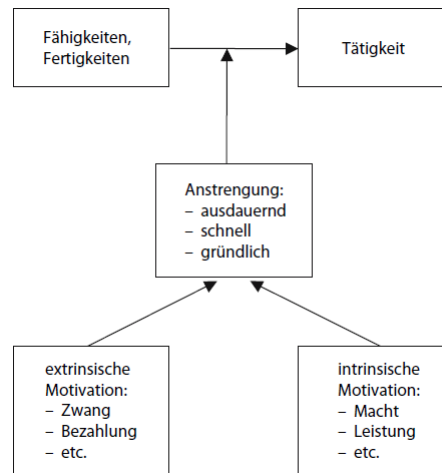 Fähigkeiten,
Fertigkeiten
Tätigkeit
Anstrengung:
– ausdauernd
– schnell
– gründlich
extrinsische
Motivation:
– Zwang
– Bezahlung
– etc.
intrinsische
Motivation:
– Macht
– Leistung
– etc.